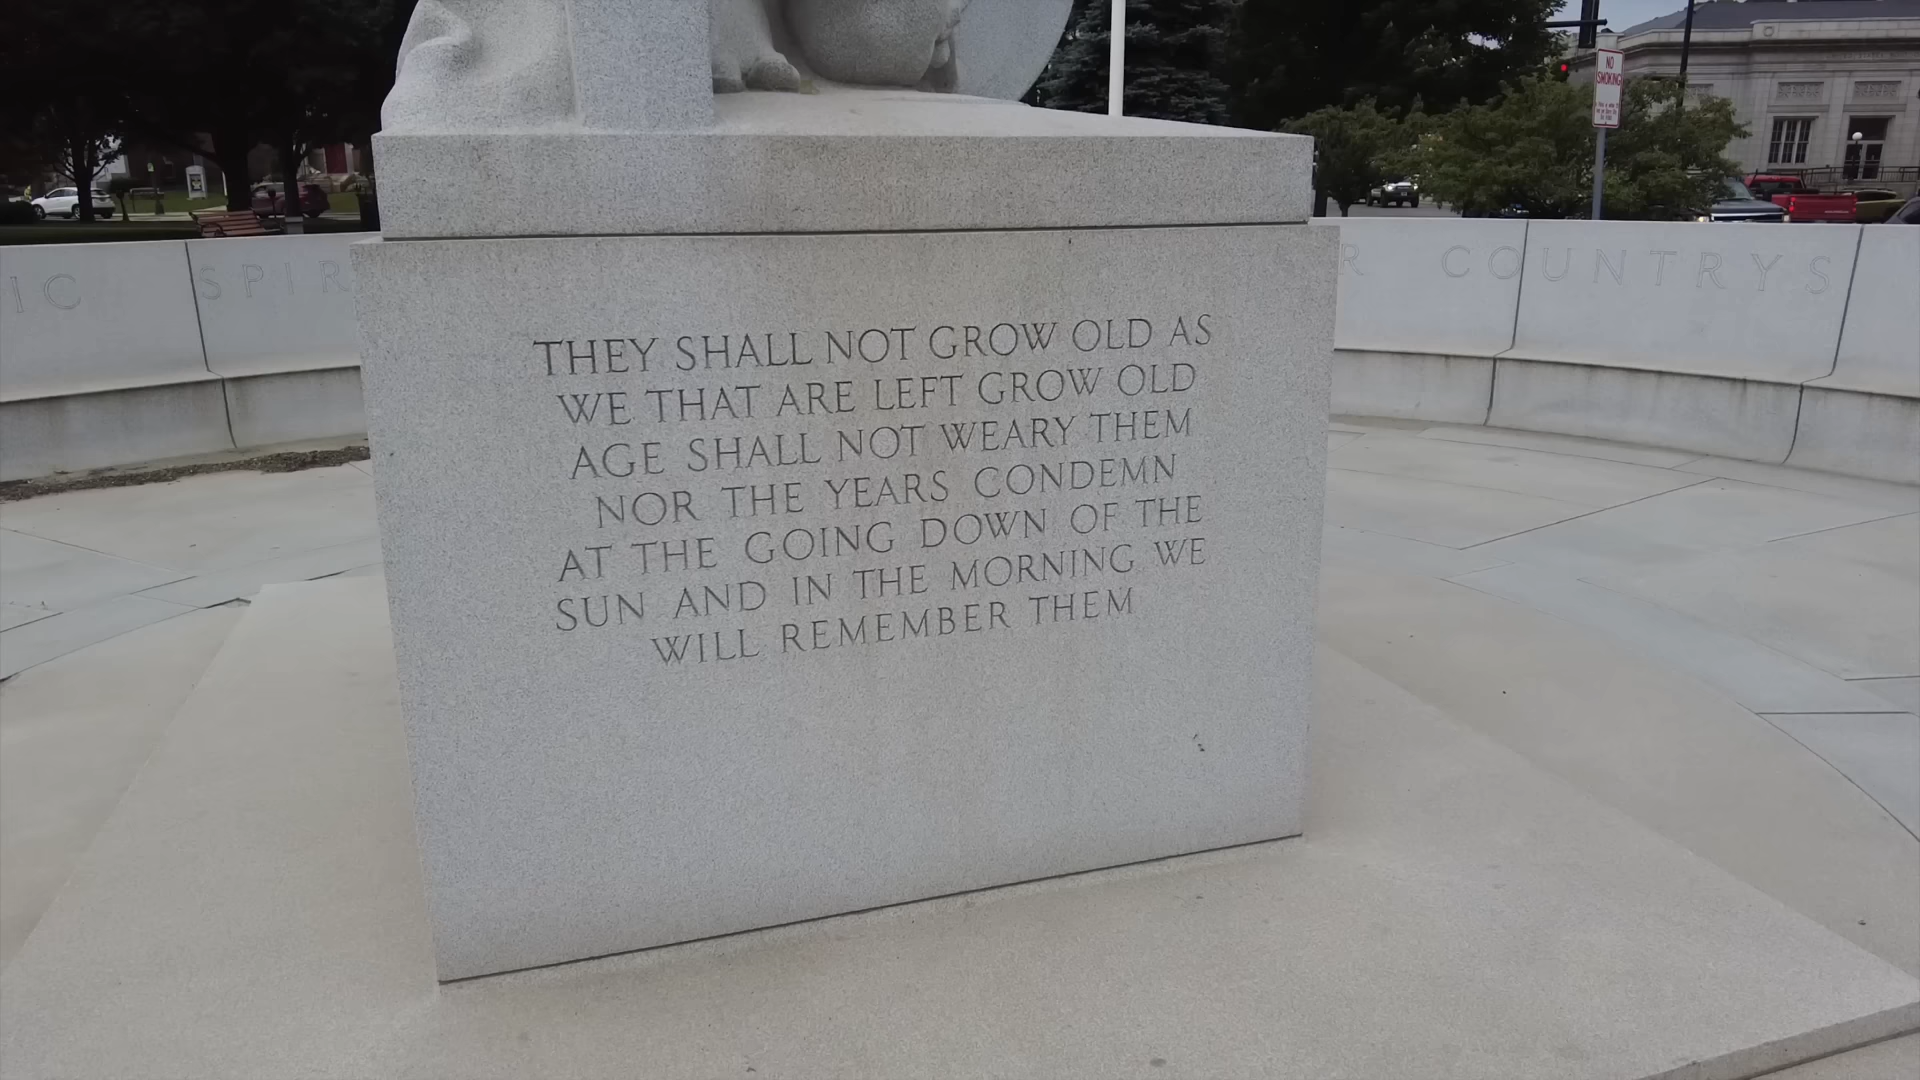 NO
SMOKING
IC SPIR
R COUNTRYS
THEY SHALL NOT GROW OLD AS
WE THAT ARE LEFT GROW OLD
AGE SHALL NOT WEARY THEM
NOR THE YEARS CONDEMN
AT THE GOING DOWN OF THE
SUN AND IN THE MORNING WE
WILL REMEMBER THEM